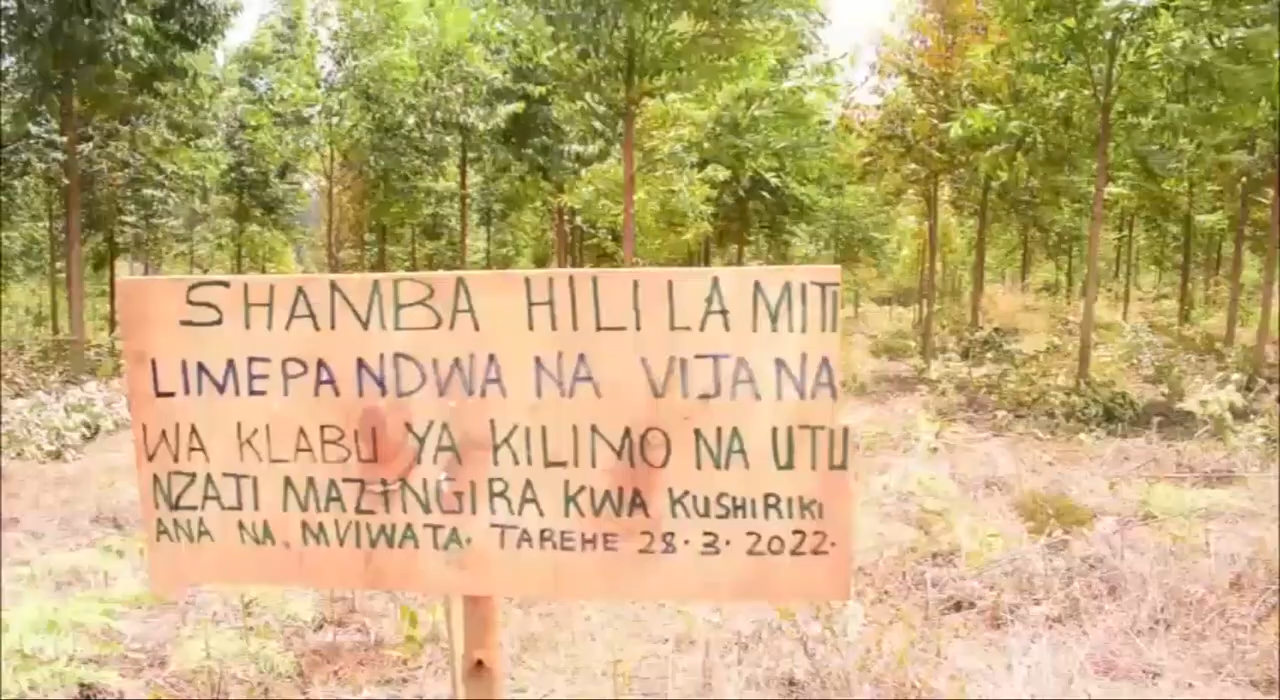 SHAMBA HILI LA MITI
LIMEPANDWA NA VIJANA
WA KLABU YA KILIMO NA UTU
NZAJI MAZINGIRA KWA KUSHIRIKI
ANA NA. MVIWATA. TAREHE 28.3.2022.